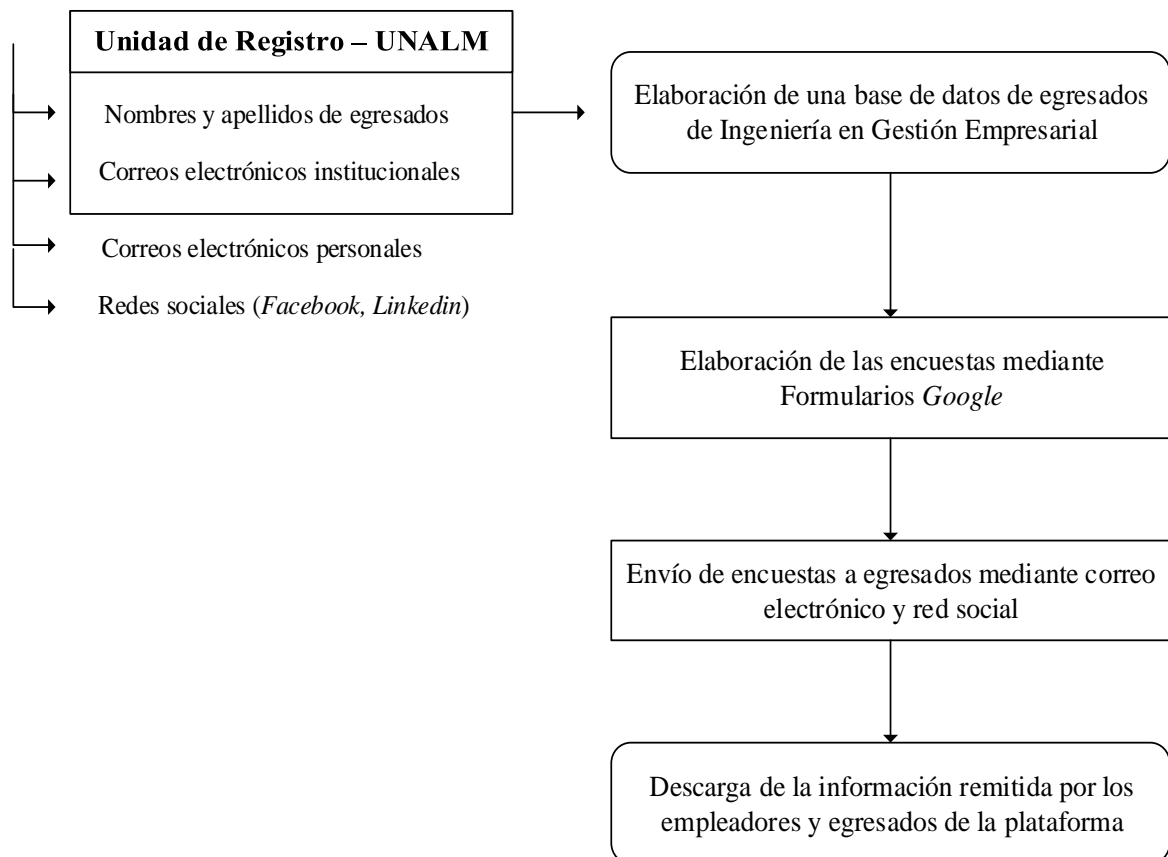 Unidad de Registro – UNALM
Nombres y apellidos de egresados
Correos electrónicos institucionales
Correos electrónicos personales
Redes sociales (Facebook, Linkedin)
Elaboración de una base de datos de egresados
de Ingeniería en Gestión Empresarial
Elaboración de las encuestas mediante
Formularios Google
Envío de encuestas a egresados mediante correo
electrónico y red social
Descarga de la información remitida por los
empleadores y egresados de la plataforma